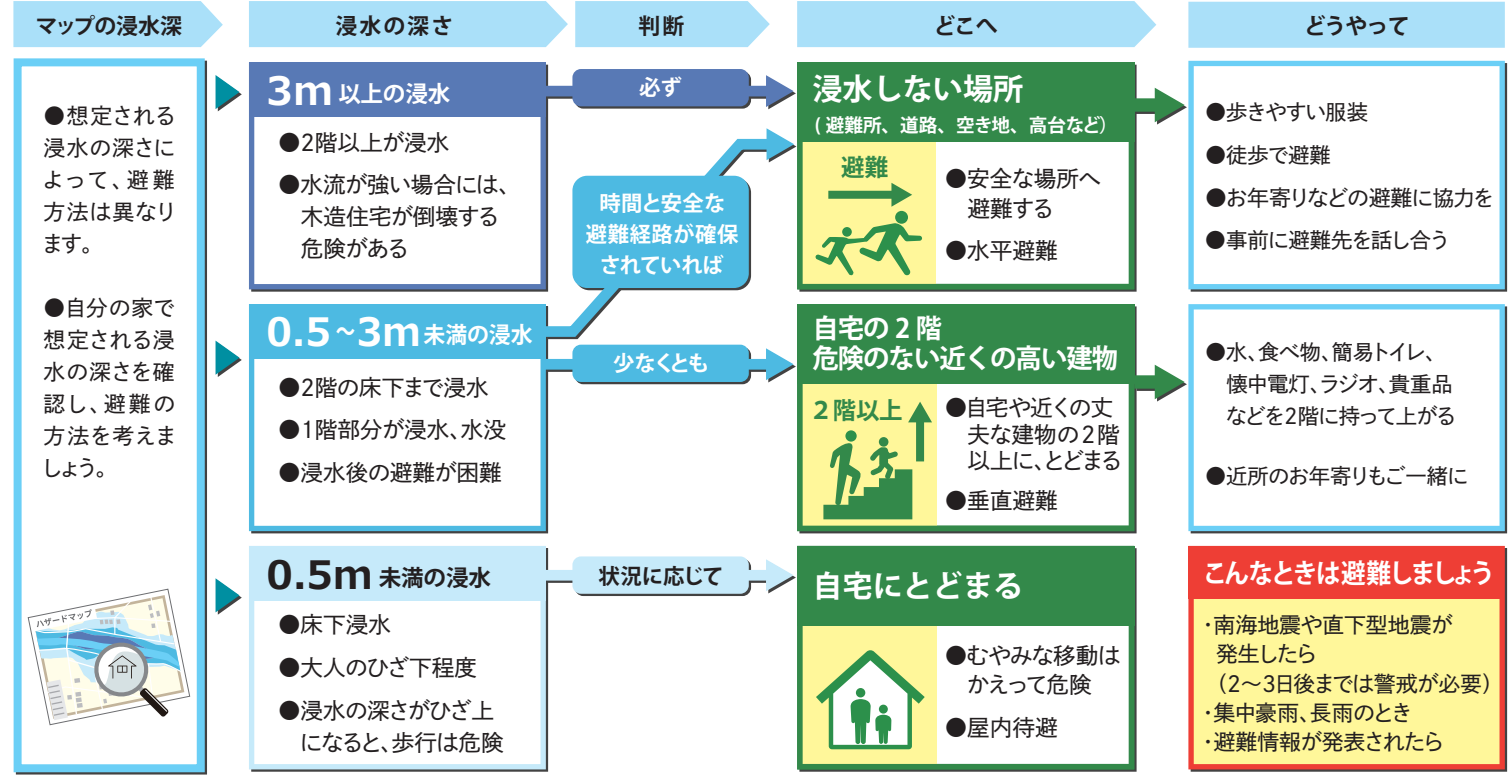 マップの浸水深
浸水の深さ
判断
どこへ
どうやって
●想定される
浸水の深さに
よって、避難
方法は異なり
ます。
●自分の家で
想定される浸
水の深さを確
認し、避難の
方法を考えま
しょう。
ハザードマップ
3m 以上の浸水
●2階以上が浸水
●水流が強い場合には、
木造住宅が倒壊する
危険がある
必ず
浸水しない場所
(避難所、道路、空き地、高台など)
避難
●安全な場所へ
避難する
●水平避難
●歩きやすい服装
●徒歩で避難
●お年寄りなどの避難に協力を
●事前に避難先を話し合う
時間と安全な
避難経路が確保
されていれば
0.5~3m 未満の浸水
●2階の床下まで浸水
●1階部分が浸水、水没
●浸水後の避難が困難
少なくとも
自宅の2階
危険のない近くの高い建物
2階以上
●自宅や近くの丈
夫な建物の2階
以上に、とどまる
●垂直避難
●水、食べ物、簡易トイレ、
懐中電灯、ラジオ、貴重品
などを2階に持って上がる
●近所のお年寄りもご一緒に
0.5m 未満の浸水
●床下浸水
●大人のひざ下程度
●浸水の深さがひざ上
になると、歩行は危険
状況に応じて
自宅にとどまる
●むやみな移動は
かえって危険
●屋内待避
こんなときは避難しましょう
・南海地震や直下型地震が
発生したら
(2～3日後までは警戒が必要)
・集中豪雨、長雨のとき
・避難情報が発表されたら